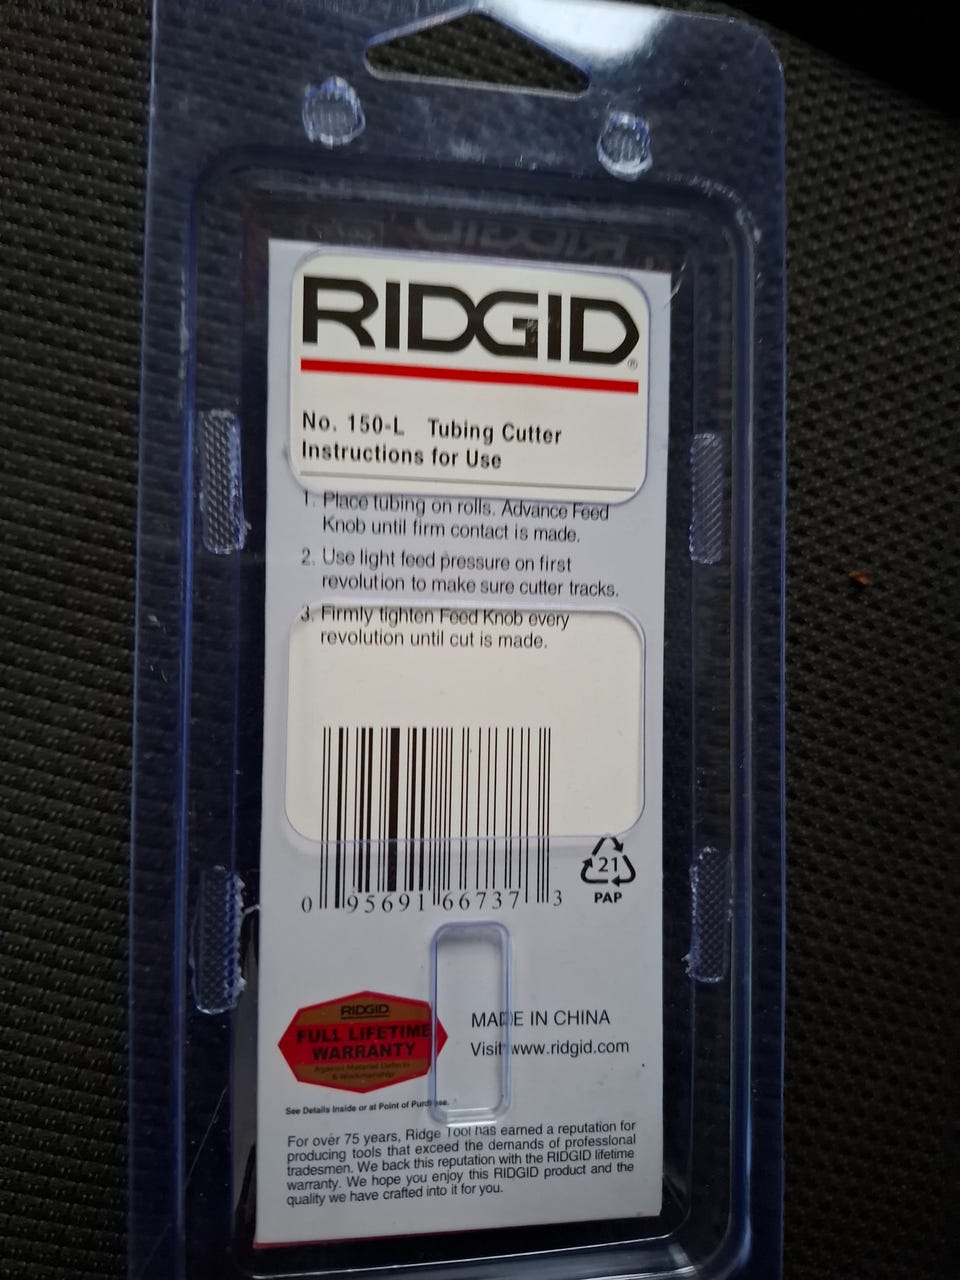 RIDGID®
No. 150-L Tubing Cutter
Instructions for Use
1. Place tubing on rolls. Advance Feed
Knob until firm contact is made.
2. Use light feed pressure on first
revolution to make sure cutter tracks.
3. Firmly tighten Feed Knob every
revolution until cut is made.
0 95691 66737 3
21
PAP
RIDGID
FULL LIFETIME
WARRANTY
Against Material Defects
& Workmanship
MADE IN CHINA
Visit www.ridgid.com
See Details Inside or at Point of Purchase.
For over 75 years, Ridge Tool has earned a reputation for
producing tools that exceed the demands of professional
tradesmen. We back this reputation with the RIDGID lifetime
warranty. We hope you enjoy this RIDGID product and the
quality we have crafted into it for you.